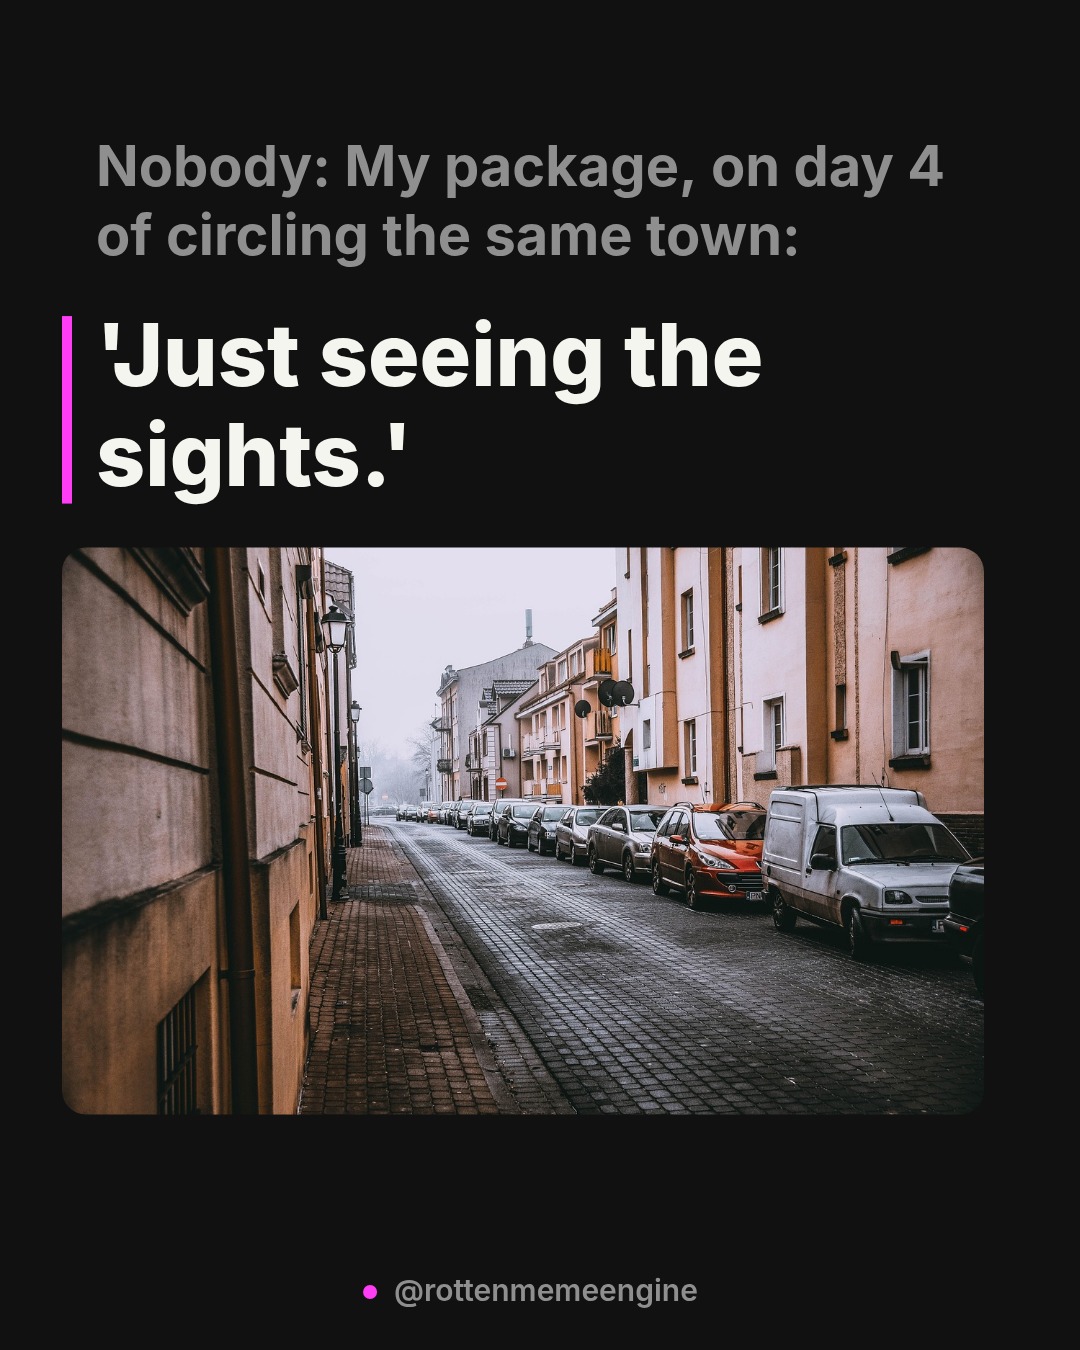 Nobody: My package, on day 4
of circling the same town:
'Just seeing the
sights.'
@rottenmemeengine